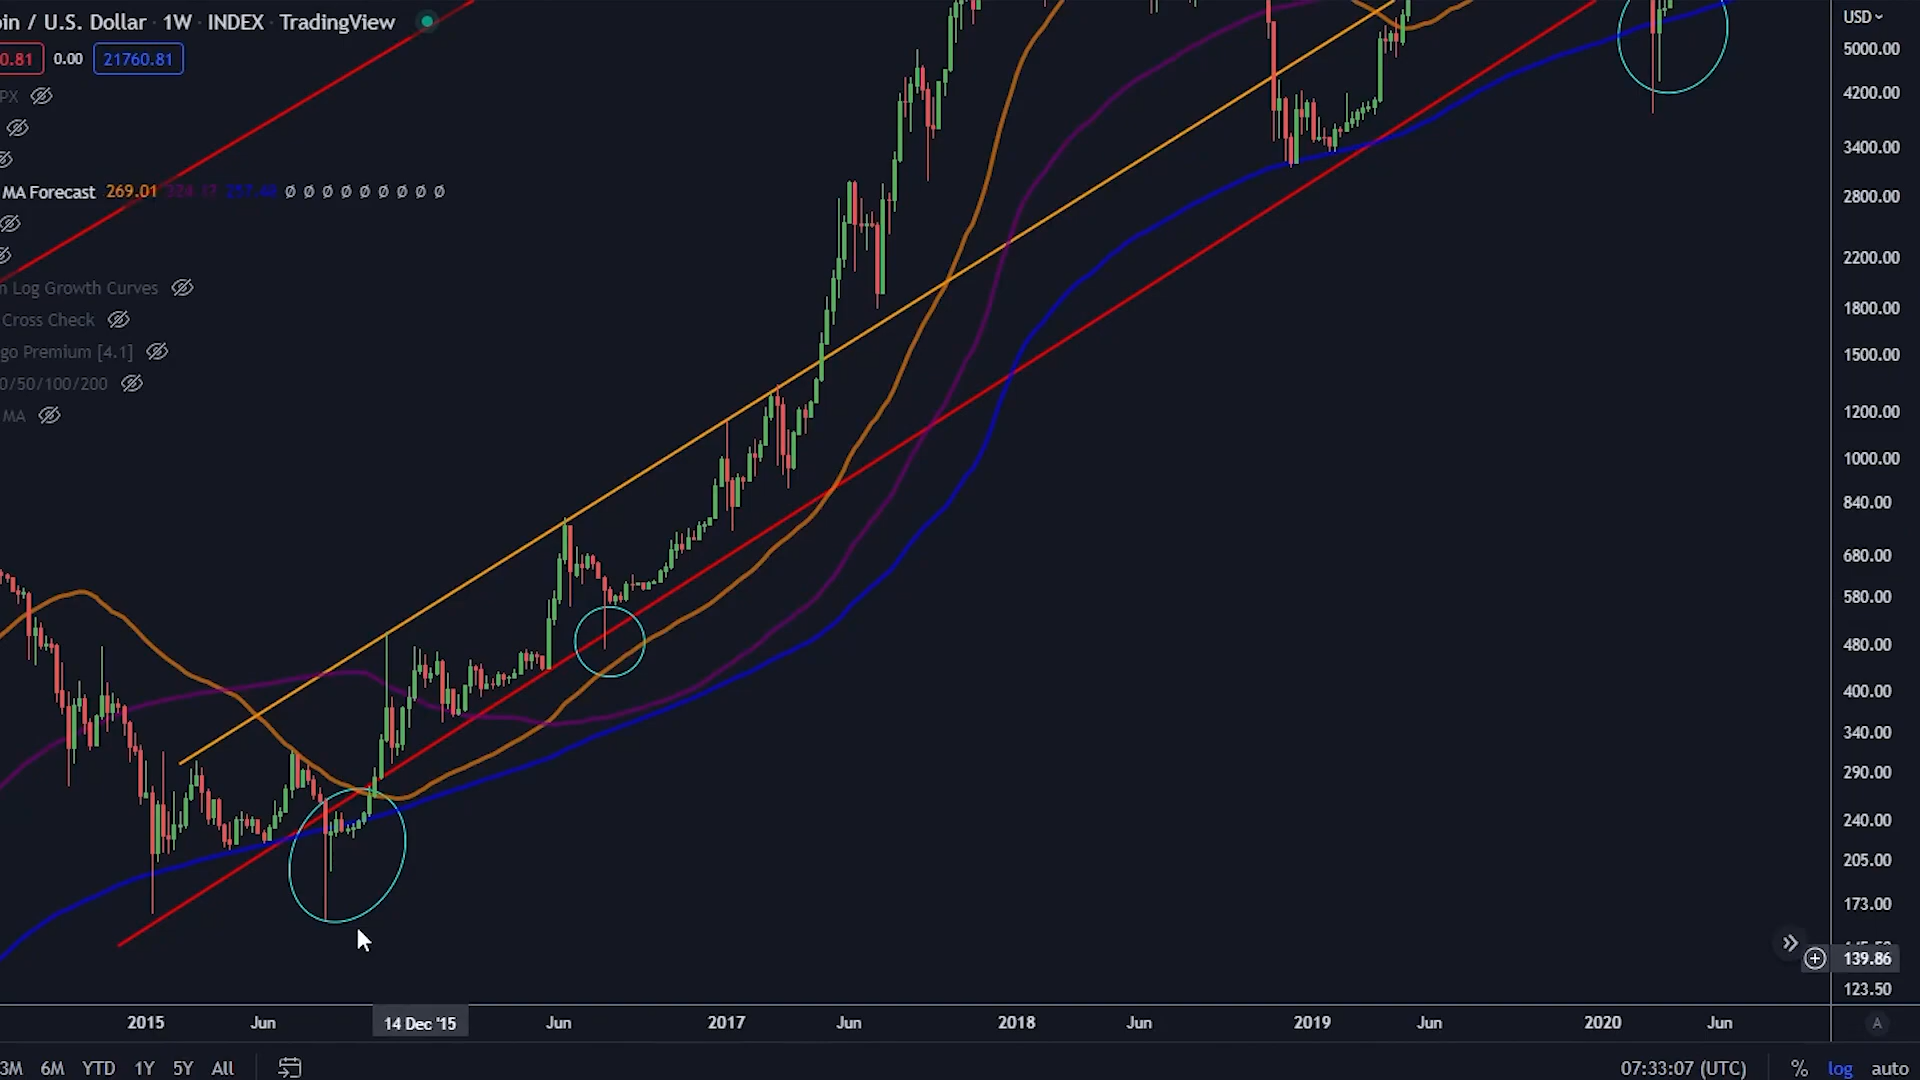 oin / U.S. Dollar · 1W · INDEX · TradingView
0.81 0.00 21760.81
PX
MA Forecast 269.01 324.17 Ø Ø Ø Ø Ø Ø Ø Ø Ø
n Log Growth Curves
Cross Check
go Premium [4.1]
0/50/100/200
MA
USD
5000.00
4200.00
3400.00
2800.00
2200.00
1800.00
1500.00
1200.00
1000.00
840.00
680.00
580.00
480.00
400.00
340.00
290.00
240.00
205.00
173.00
139.86
123.50
2015 Jun 14 Dec '15 Jun 2017 Jun 2018 Jun 2019 Jun 2020 Jun A
3M 6M YTD 1Y 5Y All 07:33:07 (UTC) % log auto